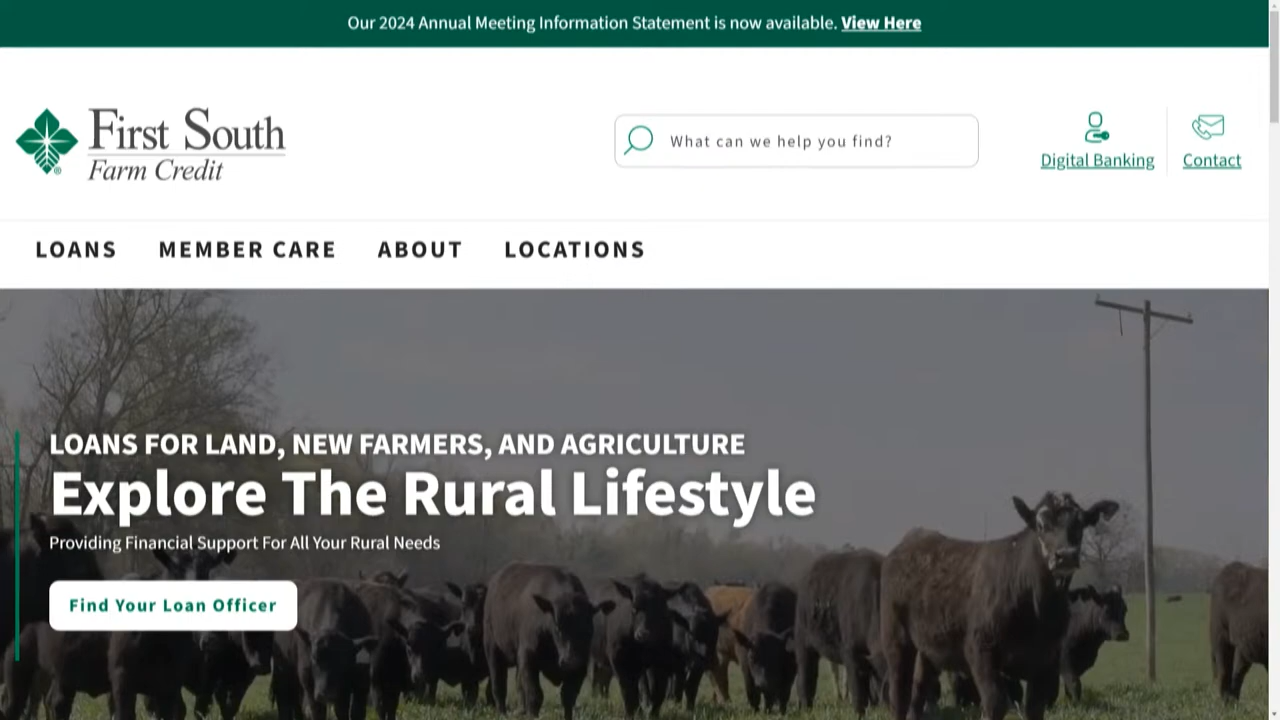 Our 2024 Annual Meeting Information Statement is now available. View Here
First South
Farm Credit
What can we help you find?
Digital Banking
Contact
LOANS MEMBER CARE ABOUT LOCATIONS
LOANS FOR LAND, NEW FARMERS, AND AGRICULTURE
Explore The Rural Lifestyle
Providing Financial Support For All Your Rural Needs
Find Your Loan Officer